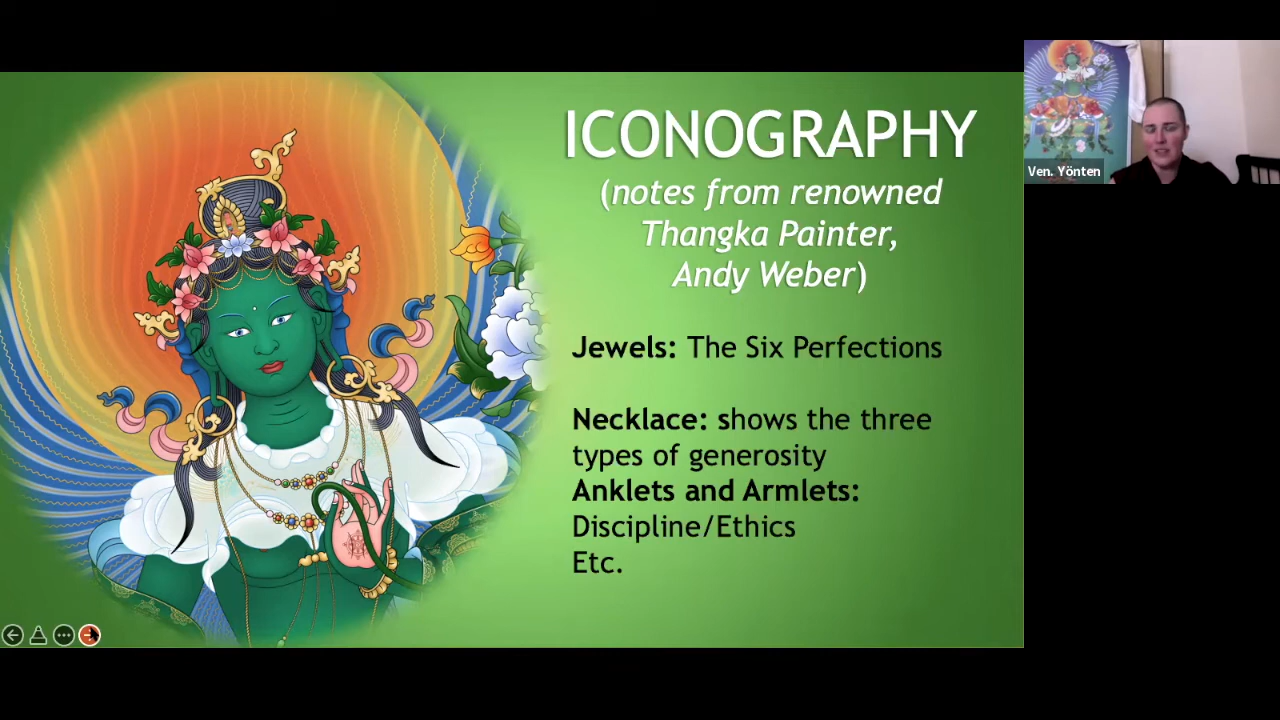 ICONOGRAPHY
(notes from renowned
Thangka Painter,
Andy Weber)
Jewels: The Six Perfections
Necklace: shows the three
types of generosity
Anklets and Armlets:
Discipline/Ethics
Etc.
Ven. Yönten